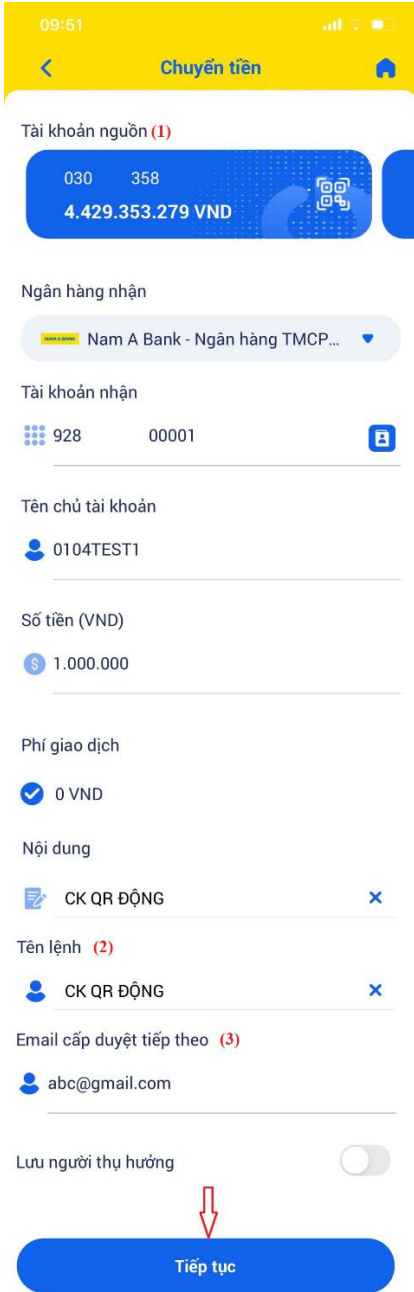 09:51
Chuyển tiền
Tài khoản nguồn (1)
030 358
4.429.353.279 VND
Ngân hàng nhận
NAM A BANK Nam A Bank - Ngân hàng TMCP...
Tài khoản nhận
928 00001
Tên chủ tài khoản
0104TEST1
Số tiền (VND)
$ 1.000.000
Phí giao dịch
0 VND
Nội dung
CK QR ĐỘNG
Tên lệnh (2)
CK QR ĐỘNG
Email cấp duyệt tiếp theo (3)
abc@gmail.com
Lưu người thụ hưởng
Tiếp tục